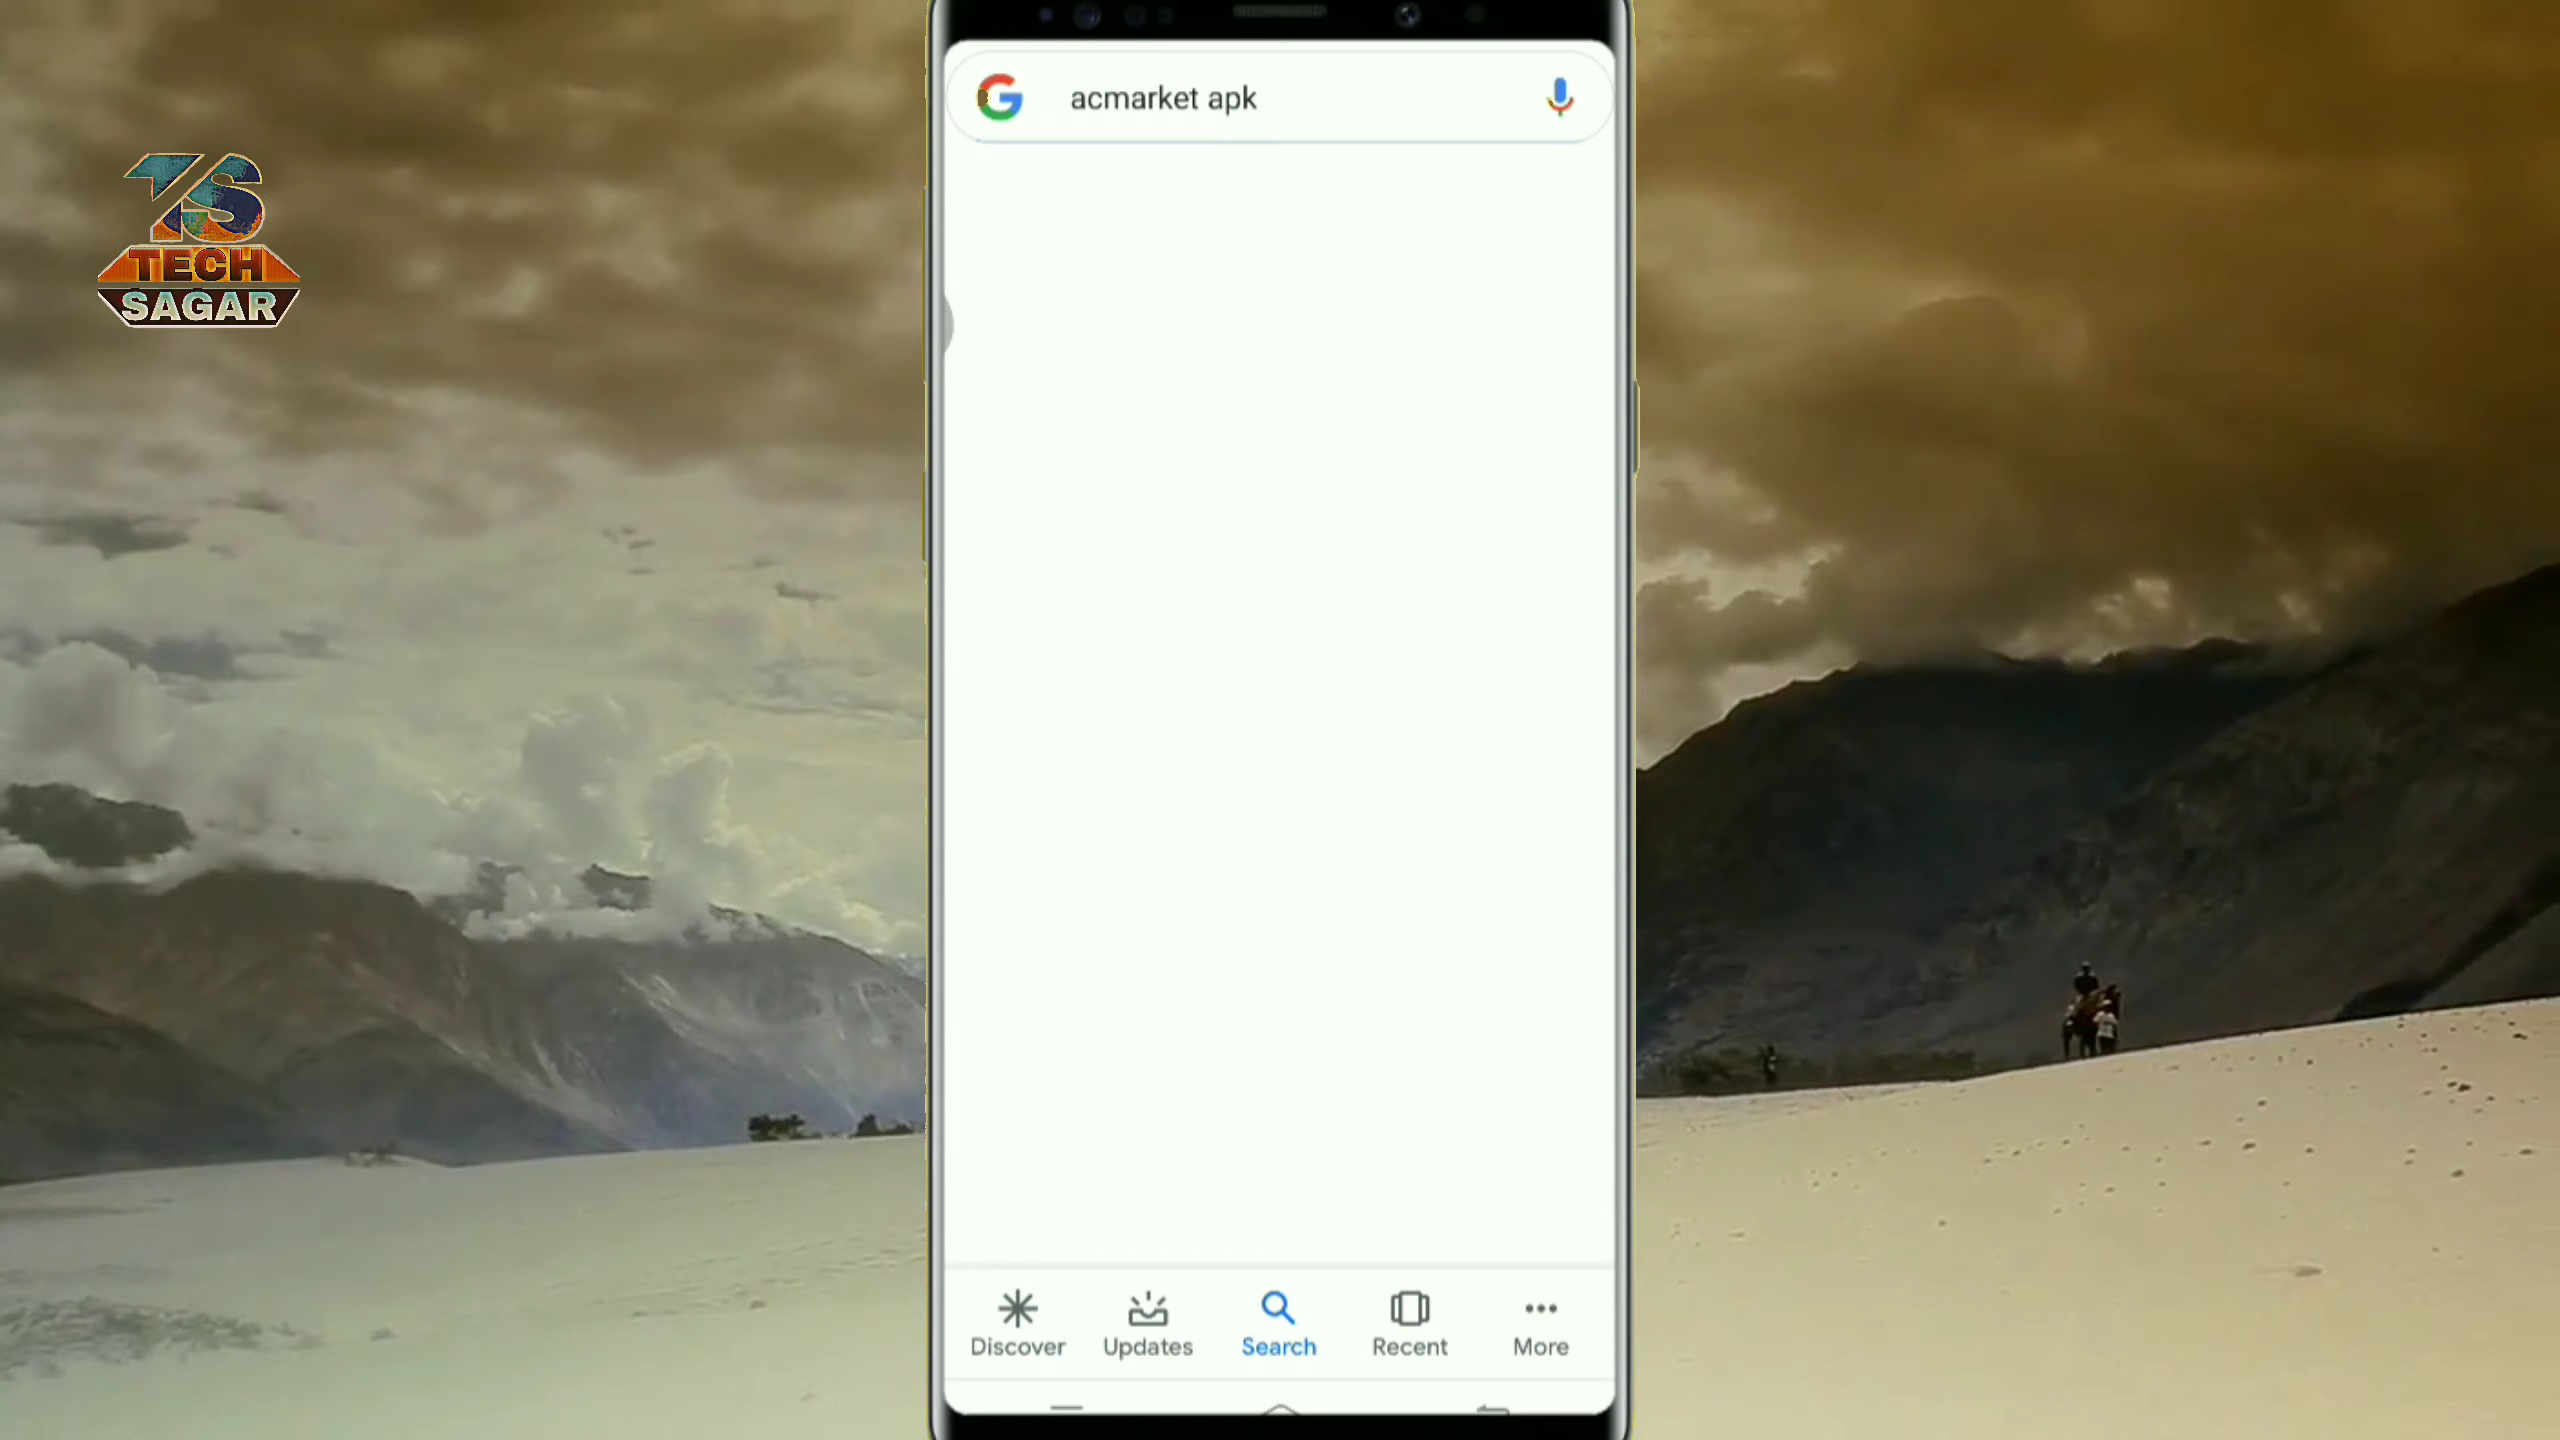 acmarket apk
TS
TECH
SAGAR
Discover
Updates
Search
Recent
More